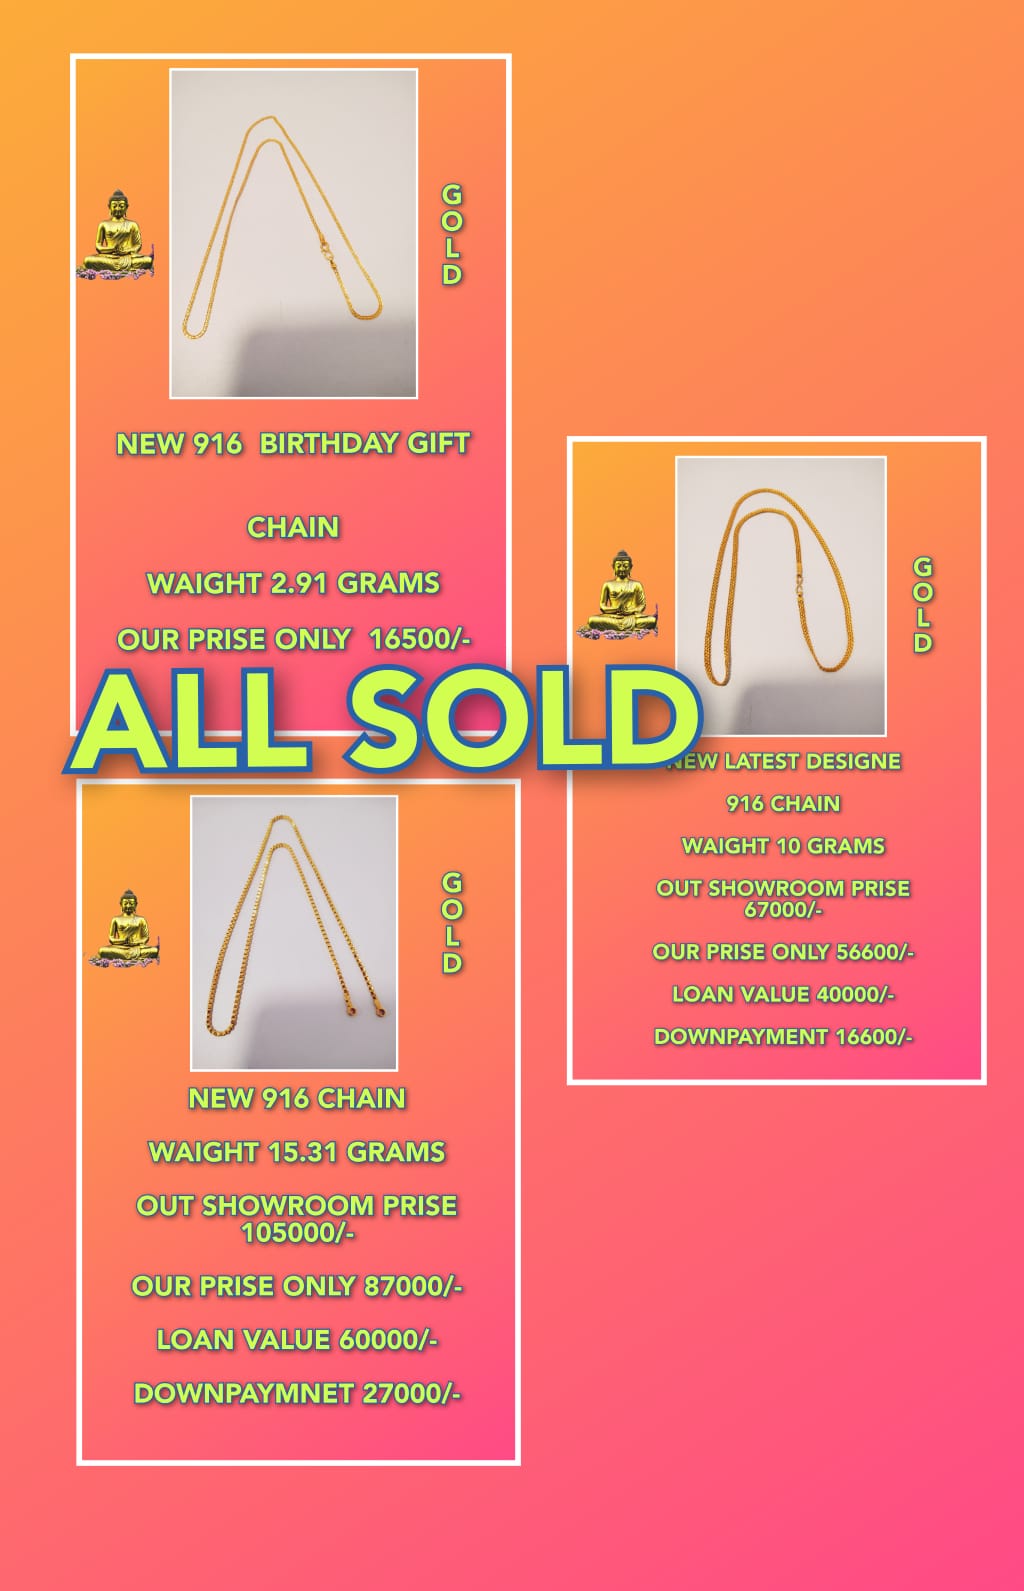 G
O
L
D
NEW 916  BIRTHDAY GIFT
CHAIN
WAIGHT 2.91 GRAMS
OUR PRISE ONLY  16500/-
ALL SOLD
G
O
L
D
NEW LATEST DESIGNE
916 CHAIN
WAIGHT 10 GRAMS
OUT SHOWROOM PRISE
67000/-
OUR PRISE ONLY 56600/-
LOAN VALUE 40000/-
DOWNPAYMENT 16600/-
G
O
L
D
NEW 916 CHAIN
WAIGHT 15.31 GRAMS
OUT SHOWROOM PRISE
105000/-
OUR PRISE ONLY 87000/-
LOAN VALUE 60000/-
DOWNPAYMNET 27000/-